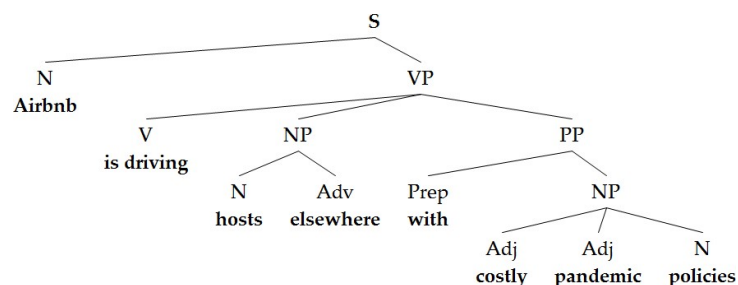 S
N VP
Airbnb
V NP PP
is driving
N Adv Prep NP
hosts elsewhere with
Adj Adj N
costly pandemic policies